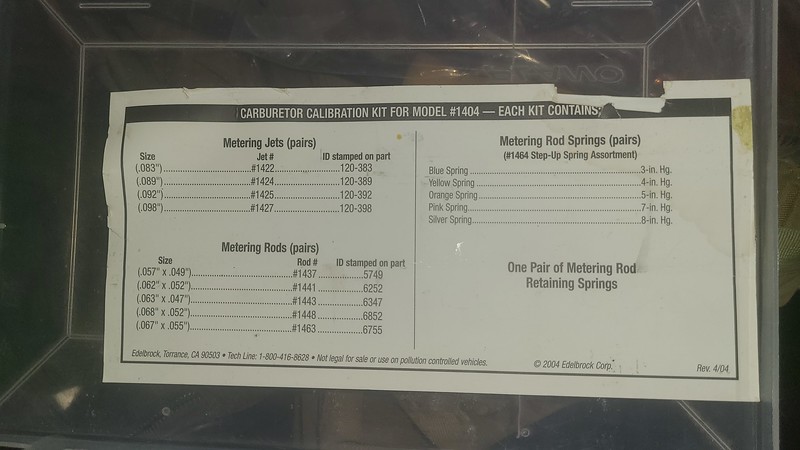 CARBURETOR CALIBRATION KIT FOR MODEL #1404 — EACH KIT CONTAINS:
Metering Jets (pairs)
Size Jet # ID stamped on part
(.083")........................#1422........................120-383
(.089")........................#1424........................120-389
(.092")........................#1425........................120-392
(.098")........................#1427........................120-398
Metering Rods (pairs)
Size Rod # ID stamped on part
(.057" x .049")........................#1437................5749
(.062" x .052")........................#1441................6252
(.063" x .047")........................#1443................6347
(.068" x .052")........................#1448................6852
(.067" x .055")........................#1463................6755
Metering Rod Springs (pairs)
(#1464 Step-Up Spring Assortment)
Blue Spring........................3-in. Hg.
Yellow Spring........................4-in. Hg.
Orange Spring........................5-in. Hg.
Pink Spring........................7-in. Hg.
Silver Spring........................8-in. Hg.
One Pair of Metering Rod
Retaining Springs
Edelbrock, Torrance, CA 90503 • Tech Line: 1-800-416-8628 • Not legal for sale or use on pollution controlled vehicles.
© 2004 Edelbrock Corp.
Rev. 4/04